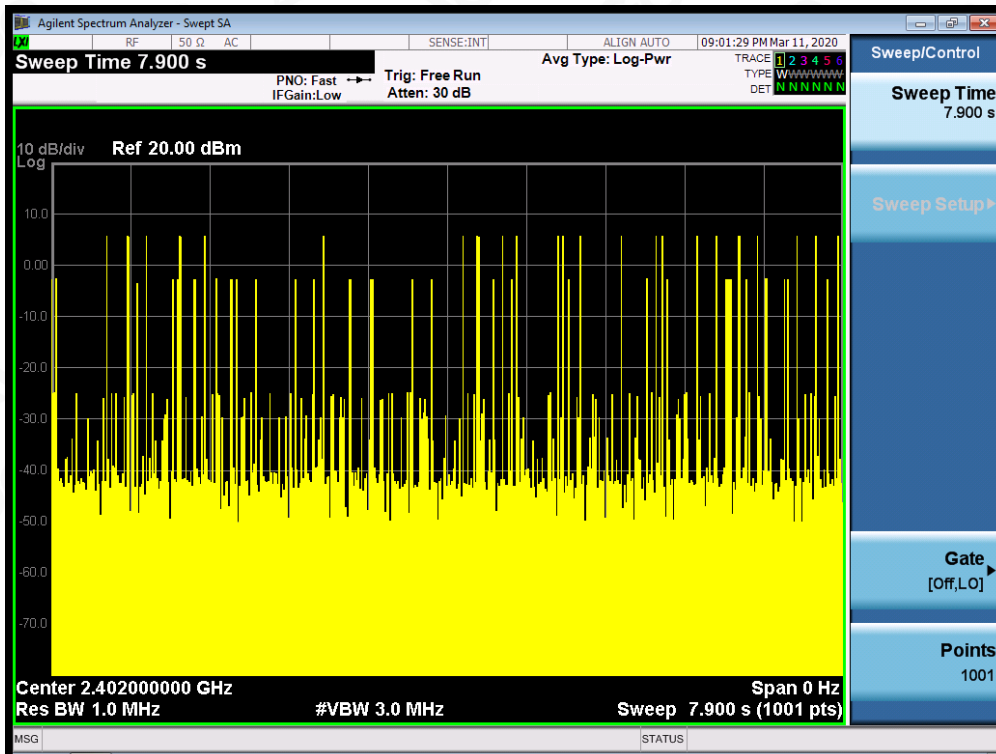 Agilent Spectrum Analyzer - Swept SA
LXI RF 50 Ω AC SENSE:INT ALIGN AUTO 09:01:29 PM Mar 11, 2020
Sweep Time 7.900 s
PNO: Fast
IFGain:Low
Trig: Free Run
Atten: 30 dB
Avg Type: Log-Pwr
TRACE 1 2 3 4 5 6
TYPE WWWWWW
DET N N N N N N
10 dB/div
Log
Ref 20.00 dBm
10.0
0.00
-10.0
-20.0
-30.0
-40.0
-50.0
-60.0
-70.0
Center 2.402000000 GHz
Span 0 Hz
Res BW 1.0 MHz
#VBW 3.0 MHz
Sweep 7.900 s (1001 pts)
MSG
STATUS
Sweep/Control
Sweep Time
7.900 s
Sweep Setup
Gate
[Off,LO]
Points
1001